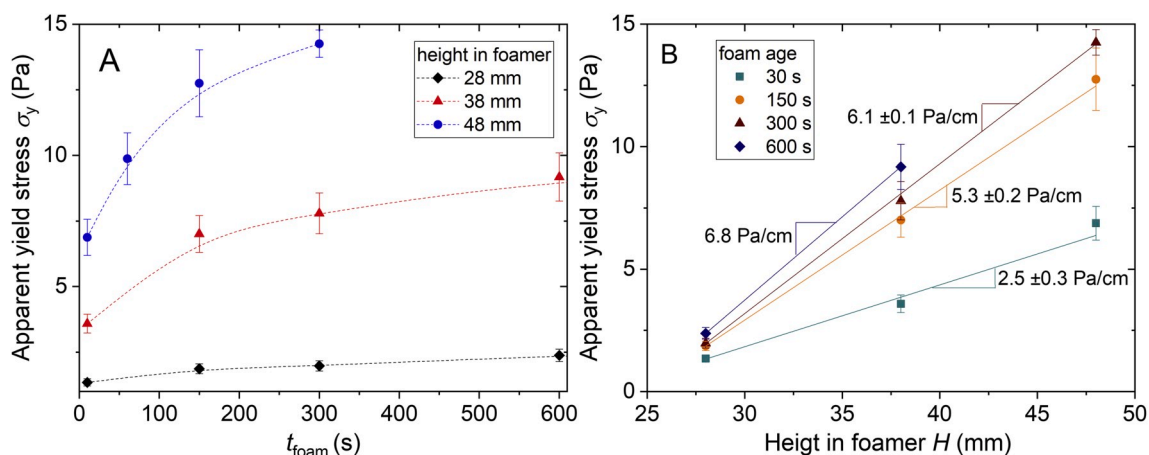 A
Apparent yield stress σy (Pa)
15
10
5
height in foamer
28 mm
38 mm
48 mm
0 100 200 300 400 500 600
tfoam (s)
B
Apparent yield stress σy (Pa)
15
10
5
0
foam age
30 s
150 s
300 s
600 s
6.1 ±0.1 Pa/cm
5.3 ±0.2 Pa/cm
6.8 Pa/cm
2.5 ±0.3 Pa/cm
25 30 35 40 45 50
Heigt in foamer H (mm)